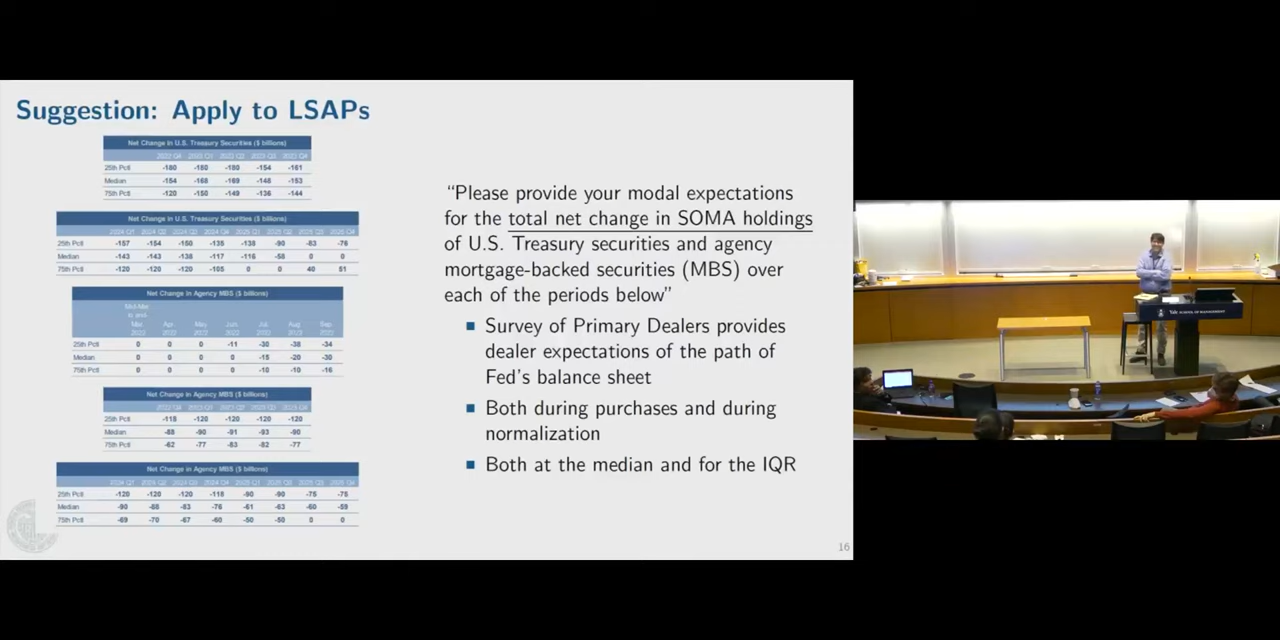 Suggestion: Apply to LSAPs
Net Change in U.S. Treasury Securities ($ billions)
2022 Q4 2023 Q1 2023 Q2 2023 Q3 2023 Q4
25th Pctl -180 -180 -180 -154 -161
Median -154 -168 -169 -148 -153
75th Pctl -120 -150 -149 -136 -144
Net Change in U.S. Treasury Securities ($ billions)
2024 Q1 2024 Q2 2024 Q3 2024 Q4 2025 Q1 2025 Q2 2025 Q3 2025 Q4
25th Pctl -157 -154 -150 -135 -138 -90 -83 -76
Median -143 -143 -138 -117 -116 -58 0 0
75th Pctl -120 -120 -120 -105 0 0 40 51
Net Change in Agency MBS ($ billions)
Apr May Jun Jul Aug Sep
2022 2022 2022 2022 2022 2022 2022
25th Pctl 0 0 0 -11 -30 -38 -34
Median 0 0 0 0 -15 -20 -30
75th Pctl 0 0 0 0 -10 -10 -16
Net Change in Agency MBS ($ billions)
2022 Q4 2023 Q1 2023 Q2 2023 Q3 2023 Q4
25th Pctl -118 -120 -120 -120 -120
Median -88 -90 -91 -93 -90
75th Pctl -62 -77 -83 -82 -77
Net Change in Agency MBS ($ billions)
2024 Q1 2024 Q2 2024 Q3 2024 Q4 2025 Q1 2025 Q2 2025 Q3 2025 Q4
25th Pctl -120 -120 -120 -118 -90 -90 -75 -75
Median -90 -88 -83 -76 -61 -63 -60 -59
75th Pctl -69 -70 -67 -60 -50 -50 0 0
“Please provide your modal expectations
for the total net change in SOMA holdings
of U.S. Treasury securities and agency
mortgage-backed securities (MBS) over
each of the periods below”
Survey of Primary Dealers provides
dealer expectations of the path of
Fed's balance sheet
Both during purchases and during
normalization
Both at the median and for the IQR
16
Yale SCHOOL OF MANAGEMENT